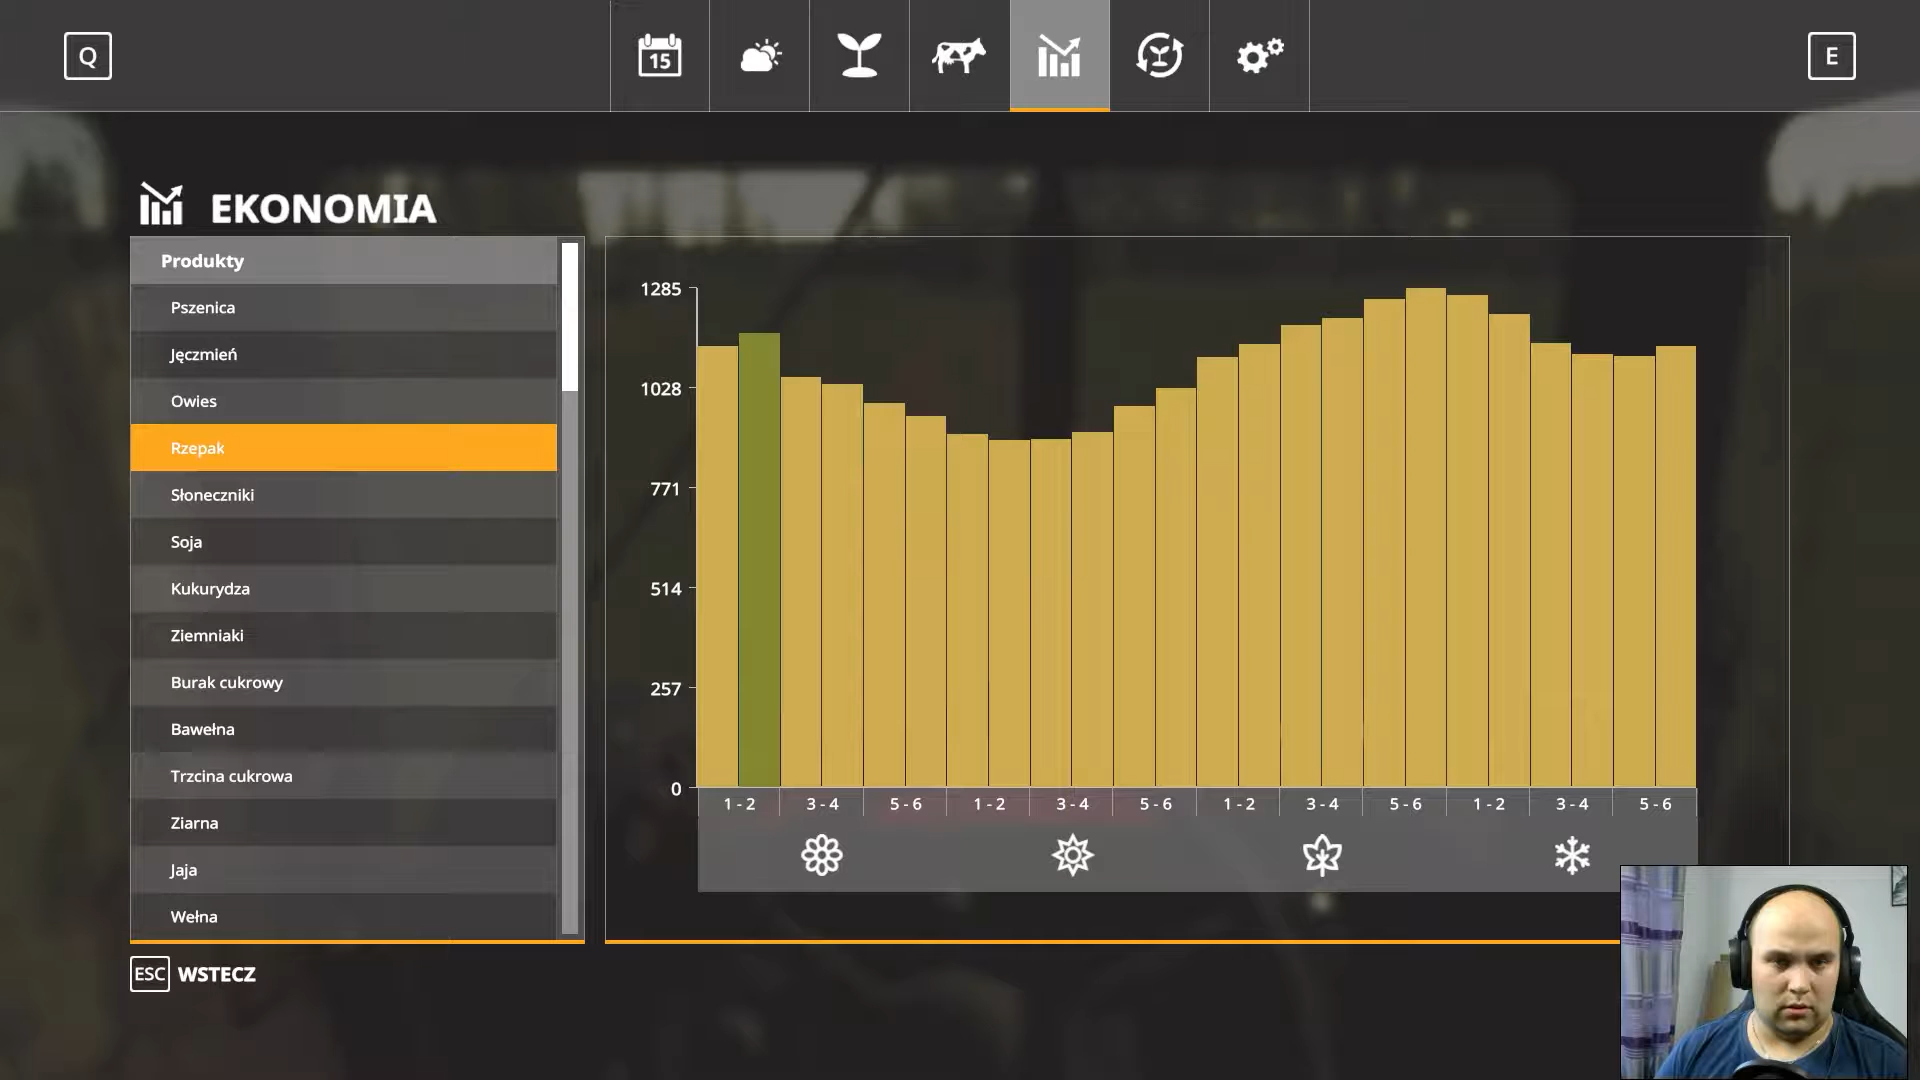 Q
15
E
EKONOMIA
Produkty
Pszenica
Jęczmień
Owies
Rzepak
Słoneczniki
Soja
Kukurydza
Ziemniaki
Burak cukrowy
Bawełna
Trzcina cukrowa
Ziarna
Jaja
Wełna
1285
1028
771
514
257
0
1 - 2 3 - 4 5 - 6 1 - 2 3 - 4 5 - 6 1 - 2 3 - 4 5 - 6 1 - 2 3 - 4 5 - 6
ESC WSTECZ